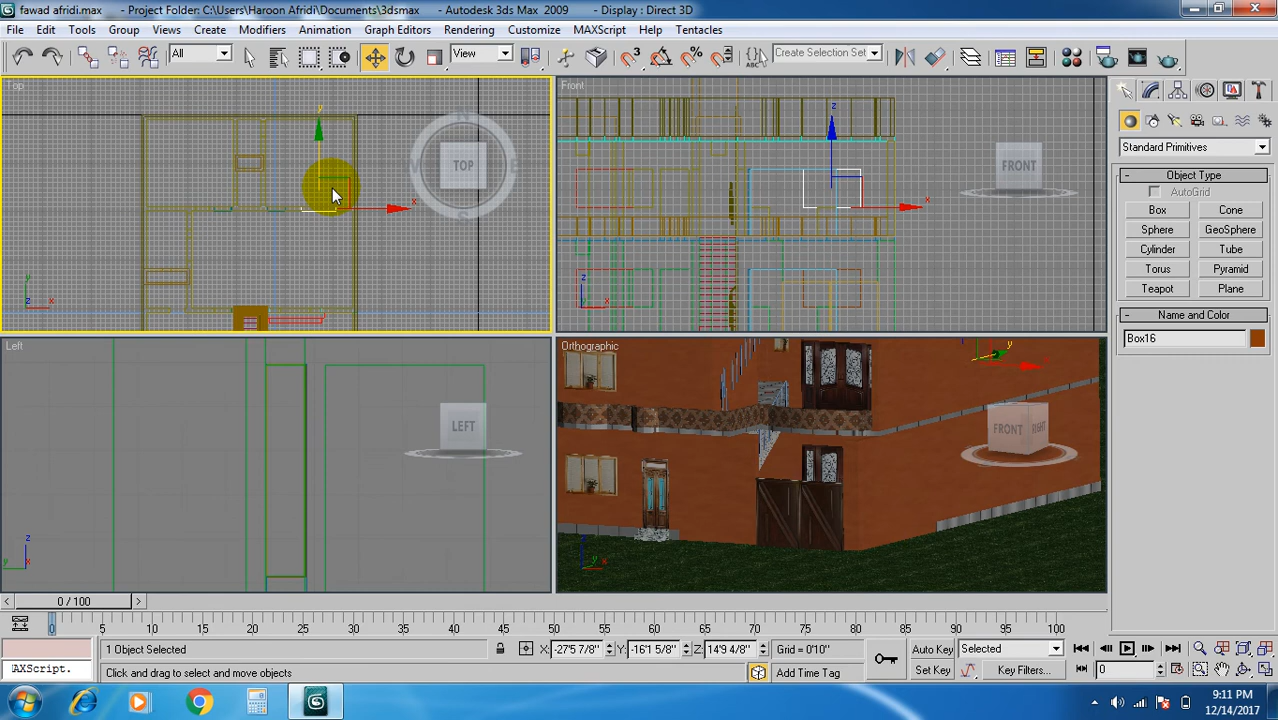 fawad afridi.max - Project Folder: C:\Users\Haroon Afridi\Documents\3dsmax - Autodesk 3ds Max 2009 - Display : Direct 3D
File Edit Tools Group Views Create Modifiers Animation Graph Editors Rendering Customize MAXScript Help Tentacles
All View 3 Create Selection Set
Top
N
W E
S
TOP
y
x
y
z x
Front
FRONT
z
x
z
x
Left
LEFT
z
y
Orthographic
FRONT RIGHT
y
z
y
x
Standard Primitives
- Object Type
AutoGrid
Box Cone
Sphere GeoSphere
Cylinder Tube
Torus Pyramid
Teapot Plane
- Name and Color
Box16
< 0 / 100 >
0 5 10 15 20 25 30 35 40 45 50 55 60 65 70 75 80 85 90 95 100
1 Object Selected X: -27'5 7/8" Y: -16'1 5/8" Z: 14'9 4/8" Grid = 0'10" Auto Key Selected
AXScript. Click and drag to select and move objects Add Time Tag Set Key Key Filters... 0
9:11 PM
12/14/2017